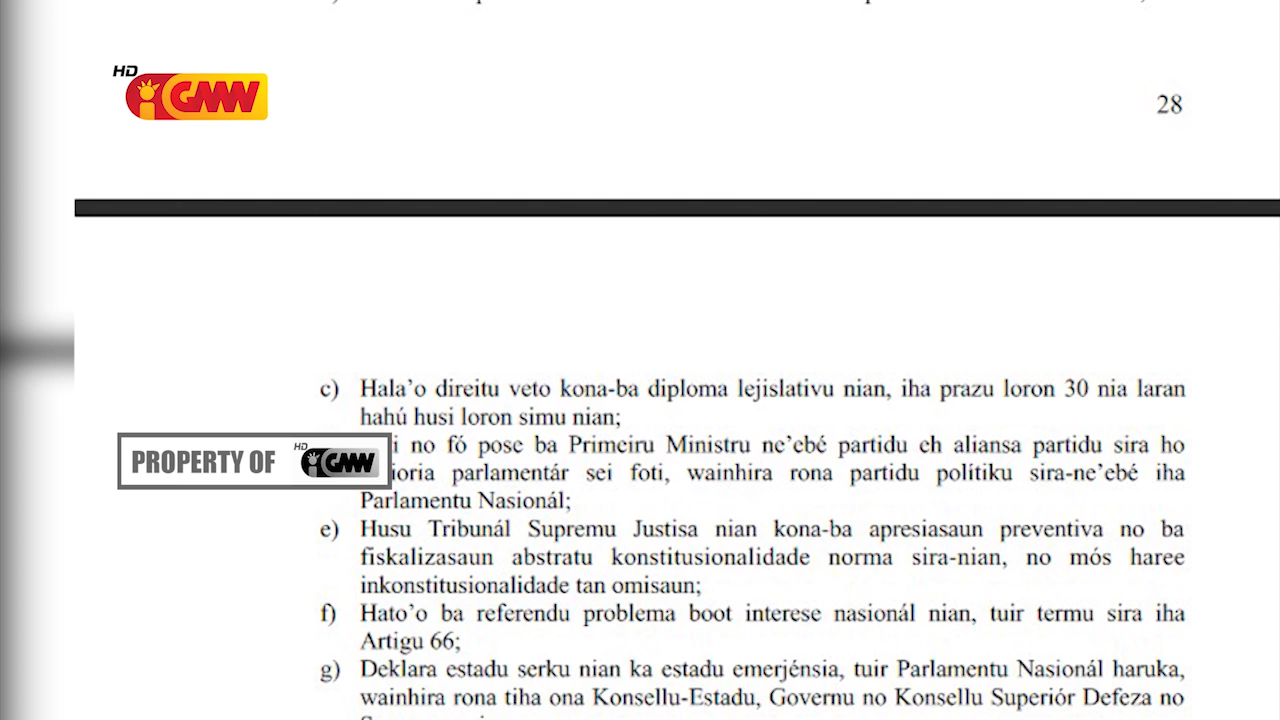 HD
iGMW
28
c) Hala'o direitu veto kona-ba diploma lejislativu nian, iha prazu loron 30 nia laran
hahú husi loron simu nian;
no fó pose ba Primeiru Ministru ne'ebé partidu eh aliansa partidu sira ho
parlamentár sei foti, wainhira rona partidu polítiku sira-ne'ebé iha
Parlamentu Nasionál;
PROPERTY OF HD iGMW
e) Husu Tribunál Supremu Justisa nian kona-ba apresiasaun preventiva no ba
fiskalizasaun abstratu konstitusionalidade norma sira-nian, no mós haree
inkonstitusionalidade tan omisaun;
f) Hato'o ba referendu problema boot interese nasionál nian, tuir termu sira iha
Artigu 66;
g) Deklara estadu serku nian ka estadu emerjénsia, tuir Parlamentu Nasionál haruka,
wainhira rona tiha ona Konsellu-Estadu, Governu no Konsellu Superiór Defeza no